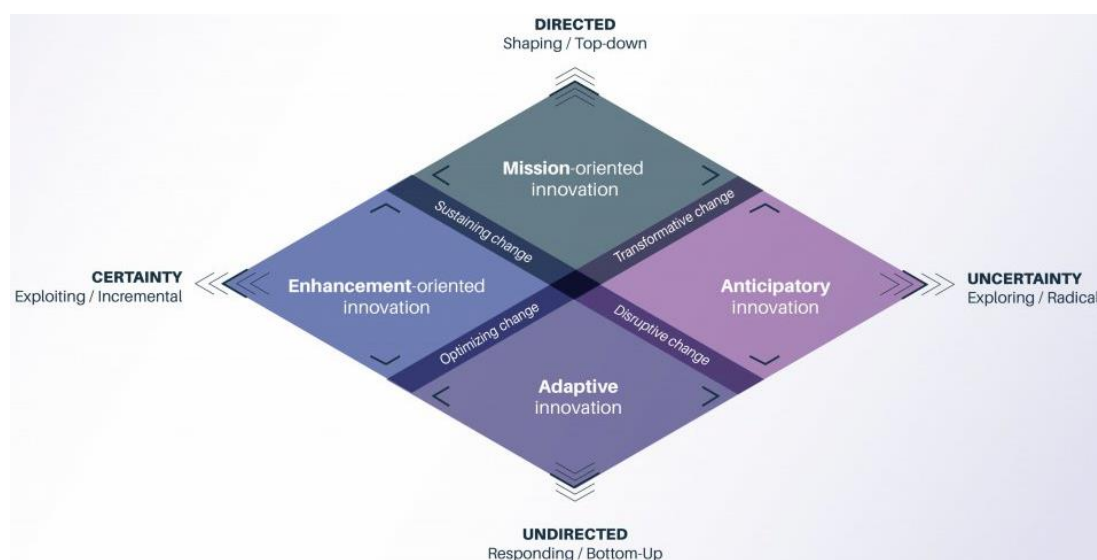 DIRECTED
Shaping / Top-down
Mission-oriented
innovation
Sustaining change
Transformative change
CERTAINTY
Exploiting / Incremental
Enhancement-oriented
innovation
Anticipatory
innovation
UNCERTAINTY
Exploring / Radical
Optimizing change
Disruptive change
Adaptive
innovation
UNDIRECTED
Responding / Bottom-Up